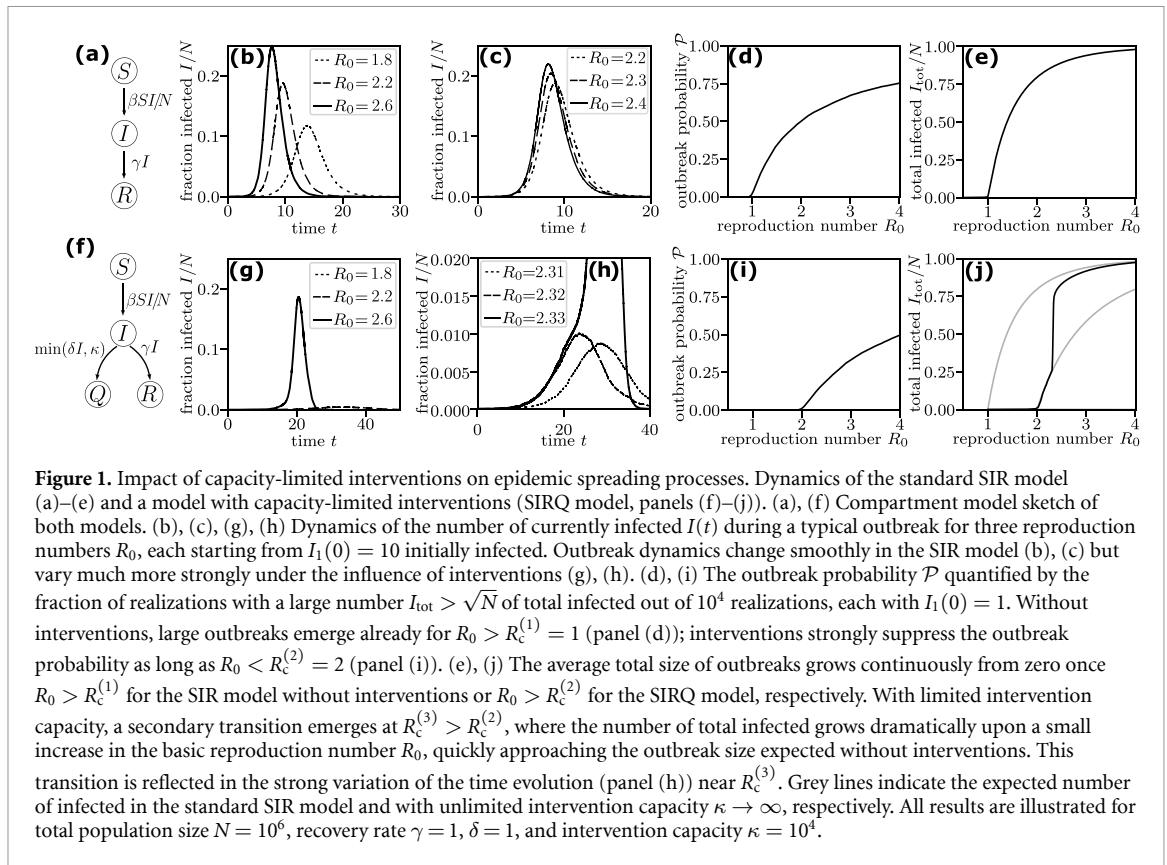 (a)
S
βSI/N
I
γI
R
(b)
fraction infected I/N
0.2
0.1
0.0
0 10 20 30
time t
R₀=1.8
R₀=2.2
R₀=2.6
(c)
fraction infected I/N
0.2
0.1
0.0
0 10 20
time t
R₀=2.2
R₀=2.3
R₀=2.4
(d)
outbreak probability 𝒫
1.00
0.75
0.50
0.25
0.00
1 2 3 4
reproduction number R₀
(e)
total infected I_tot/N
1.00
0.75
0.50
0.25
0.00
1 2 3 4
reproduction number R₀
(f)
S
βSI/N
I
min(δI, κ)
γI
Q
R
(g)
fraction infected I/N
0.2
0.1
0.0
0 20 40
time t
R₀=1.8
R₀=2.2
R₀=2.6
(h)
fraction infected I/N
0.020
0.015
0.010
0.005
0.000
0 20 40
time t
R₀=2.31
R₀=2.32
R₀=2.33
(i)
outbreak probability 𝒫
1.00
0.75
0.50
0.25
0.00
1 2 3 4
reproduction number R₀
(j)
total infected I_tot/N
1.00
0.75
0.50
0.25
0.00
1 2 3 4
reproduction number R₀
Figure 1. Impact of capacity-limited interventions on epidemic spreading processes. Dynamics of the standard SIR model
(a)–(e) and a model with capacity-limited interventions (SIRQ model, panels (f)–(j)). (a), (f) Compartment model sketch of
both models. (b), (c), (g), (h) Dynamics of the number of currently infected I(t) during a typical outbreak for three reproduction
numbers R₀, each starting from I₁(0) = 10 initially infected. Outbreak dynamics change smoothly in the SIR model (b), (c) but
vary much more strongly under the influence of interventions (g), (h). (d), (i) The outbreak probability 𝒫 quantified by the
fraction of realizations with a large number I_tot > √N of total infected out of 10⁴ realizations, each with I₁(0) = 1. Without
interventions, large outbreaks emerge already for R₀ > R_c⁽¹⁾ = 1 (panel (d)); interventions strongly suppress the outbreak
probability as long as R₀ < R_c⁽²⁾ = 2 (panel (i)). (e), (j) The average total size of outbreaks grows continuously from zero once
R₀ > R_c⁽¹⁾ for the SIR model without interventions or R₀ > R_c⁽²⁾ for the SIRQ model, respectively. With limited intervention
capacity, a secondary transition emerges at R_c⁽³⁾ > R_c⁽²⁾, where the number of total infected grows dramatically upon a small
increase in the basic reproduction number R₀, quickly approaching the outbreak size expected without interventions. This
transition is reflected in the strong variation of the time evolution (panel (h)) near R_c⁽³⁾. Grey lines indicate the expected number
of infected in the standard SIR model and with unlimited intervention capacity κ → ∞, respectively. All results are illustrated for
total population size N = 10⁶, recovery rate γ = 1, δ = 1, and intervention capacity κ = 10⁴.